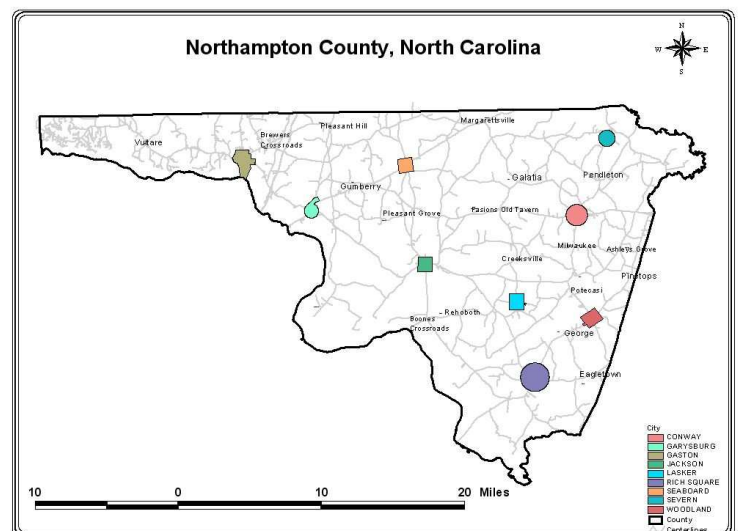 Northampton County, North Carolina
N
W E
S
Margarettsville
Pleasant Hill
Brewers
Crossroads
Vultare
Galatia
Pendleton
Gumberry
Pleasant Grove
Pasions Old Tavern
Milwaukee
Ashleys Grove
Creeksville
Pinetops
Potecasi
Rehoboth
Boones
Crossroads
George
Eagletown
City
CONWAY
GARYSBURG
GASTON
JACKSON
LASKER
RICH SQUARE
SEABOARD
SEVERN
WOODLAND
County
Centerlines
10 0 10 20 Miles